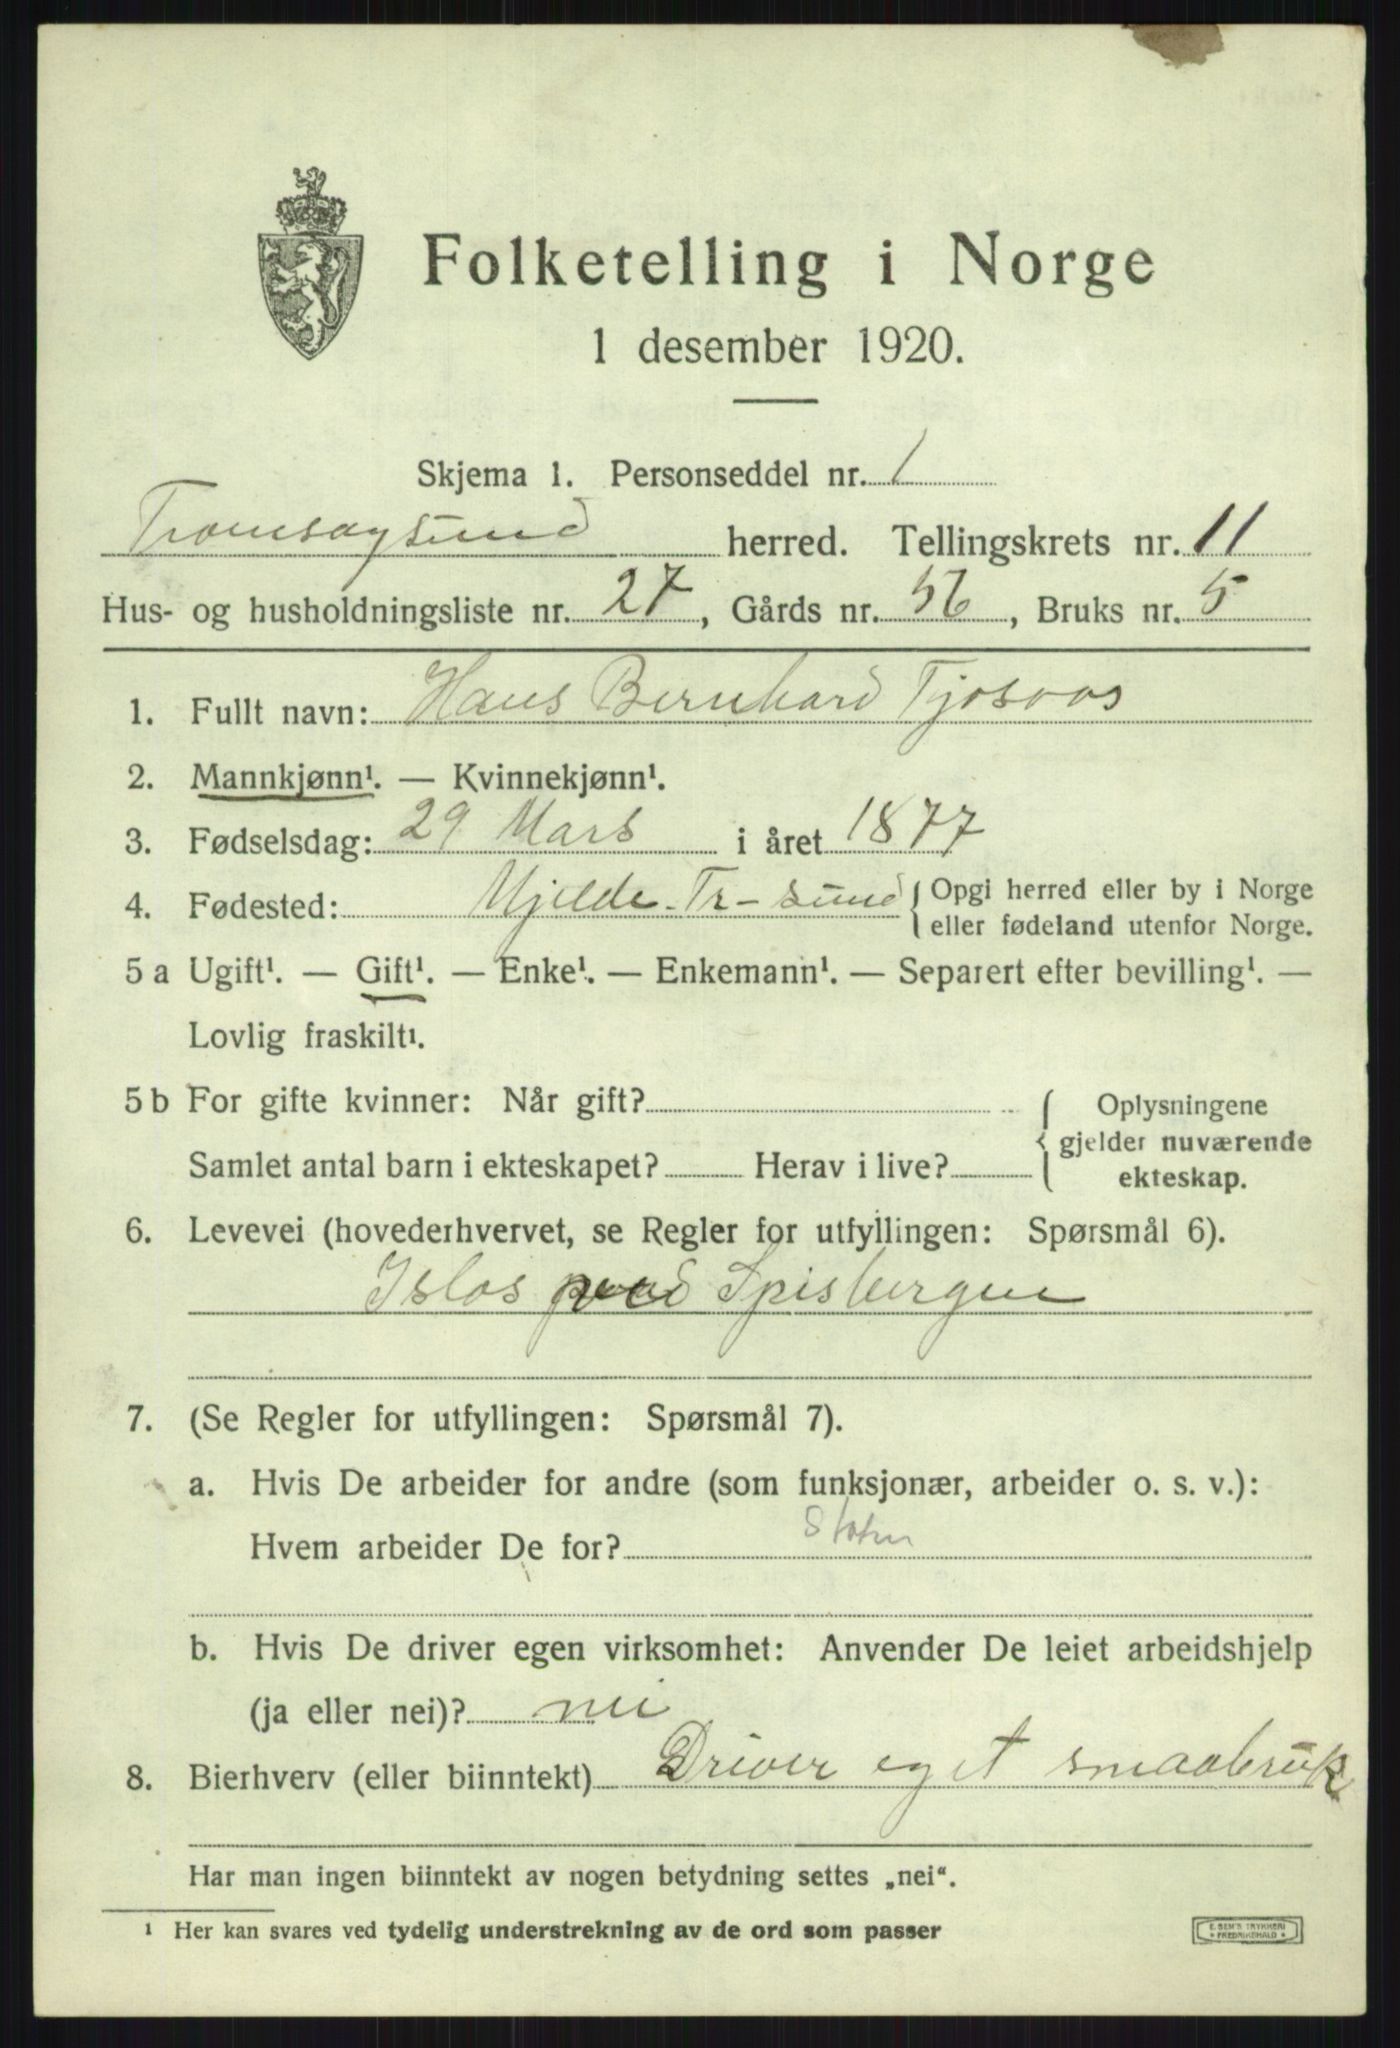 Folketelling i Norge
1 desember 1920.
Skjema 1. Personseddel nr. 1
Tromsøysund herred. Tellingskrets nr. 11
Hus- og husholdningsliste nr. 27, Gårds nr. 56, Bruks nr. 5
1. Fullt navn: Hans Bernhard
2. Mannkjønn¹. — Kvinnekjønn¹.
3. Fødselsdag: 29 Mars i året 1877
4. Fødested: Mjelde Tr-sund { Opgi herred eller by i Norge
eller fødeland utenfor Norge.
5 a Ugift¹. — Gift¹. — Enke¹. — Enkemann¹. — Separert efter bevilling¹. —
Lovlig fraskilt¹.
5 b For gifte kvinner: Når gift? { Oplysningene
gjelder nuværende
Samlet antal barn i ekteskapet? Herav i live? ekteskap.
6. Levevei (hovederhvervet, se Regler for utfyllingen: Spørsmål 6).
Islos ved Spisbergen
7. (Se Regler for utfyllingen: Spørsmål 7).
a. Hvis De arbeider for andre (som funksjonær, arbeider o. s. v.):
Hvem arbeider De for? Staten
b. Hvis De driver egen virksomhet: Anvender De leiet arbeidshjelp
(ja eller nei)? nei
8. Bierhverv (eller biinntekt) Driver eget smaabruk
Har man ingen biinntekt av nogen betydning settes „nei“.
¹ Her kan svares ved tydelig understrekning av de ord som passer
E. SEM'S TRYKKERI
FREDRIKSHALD